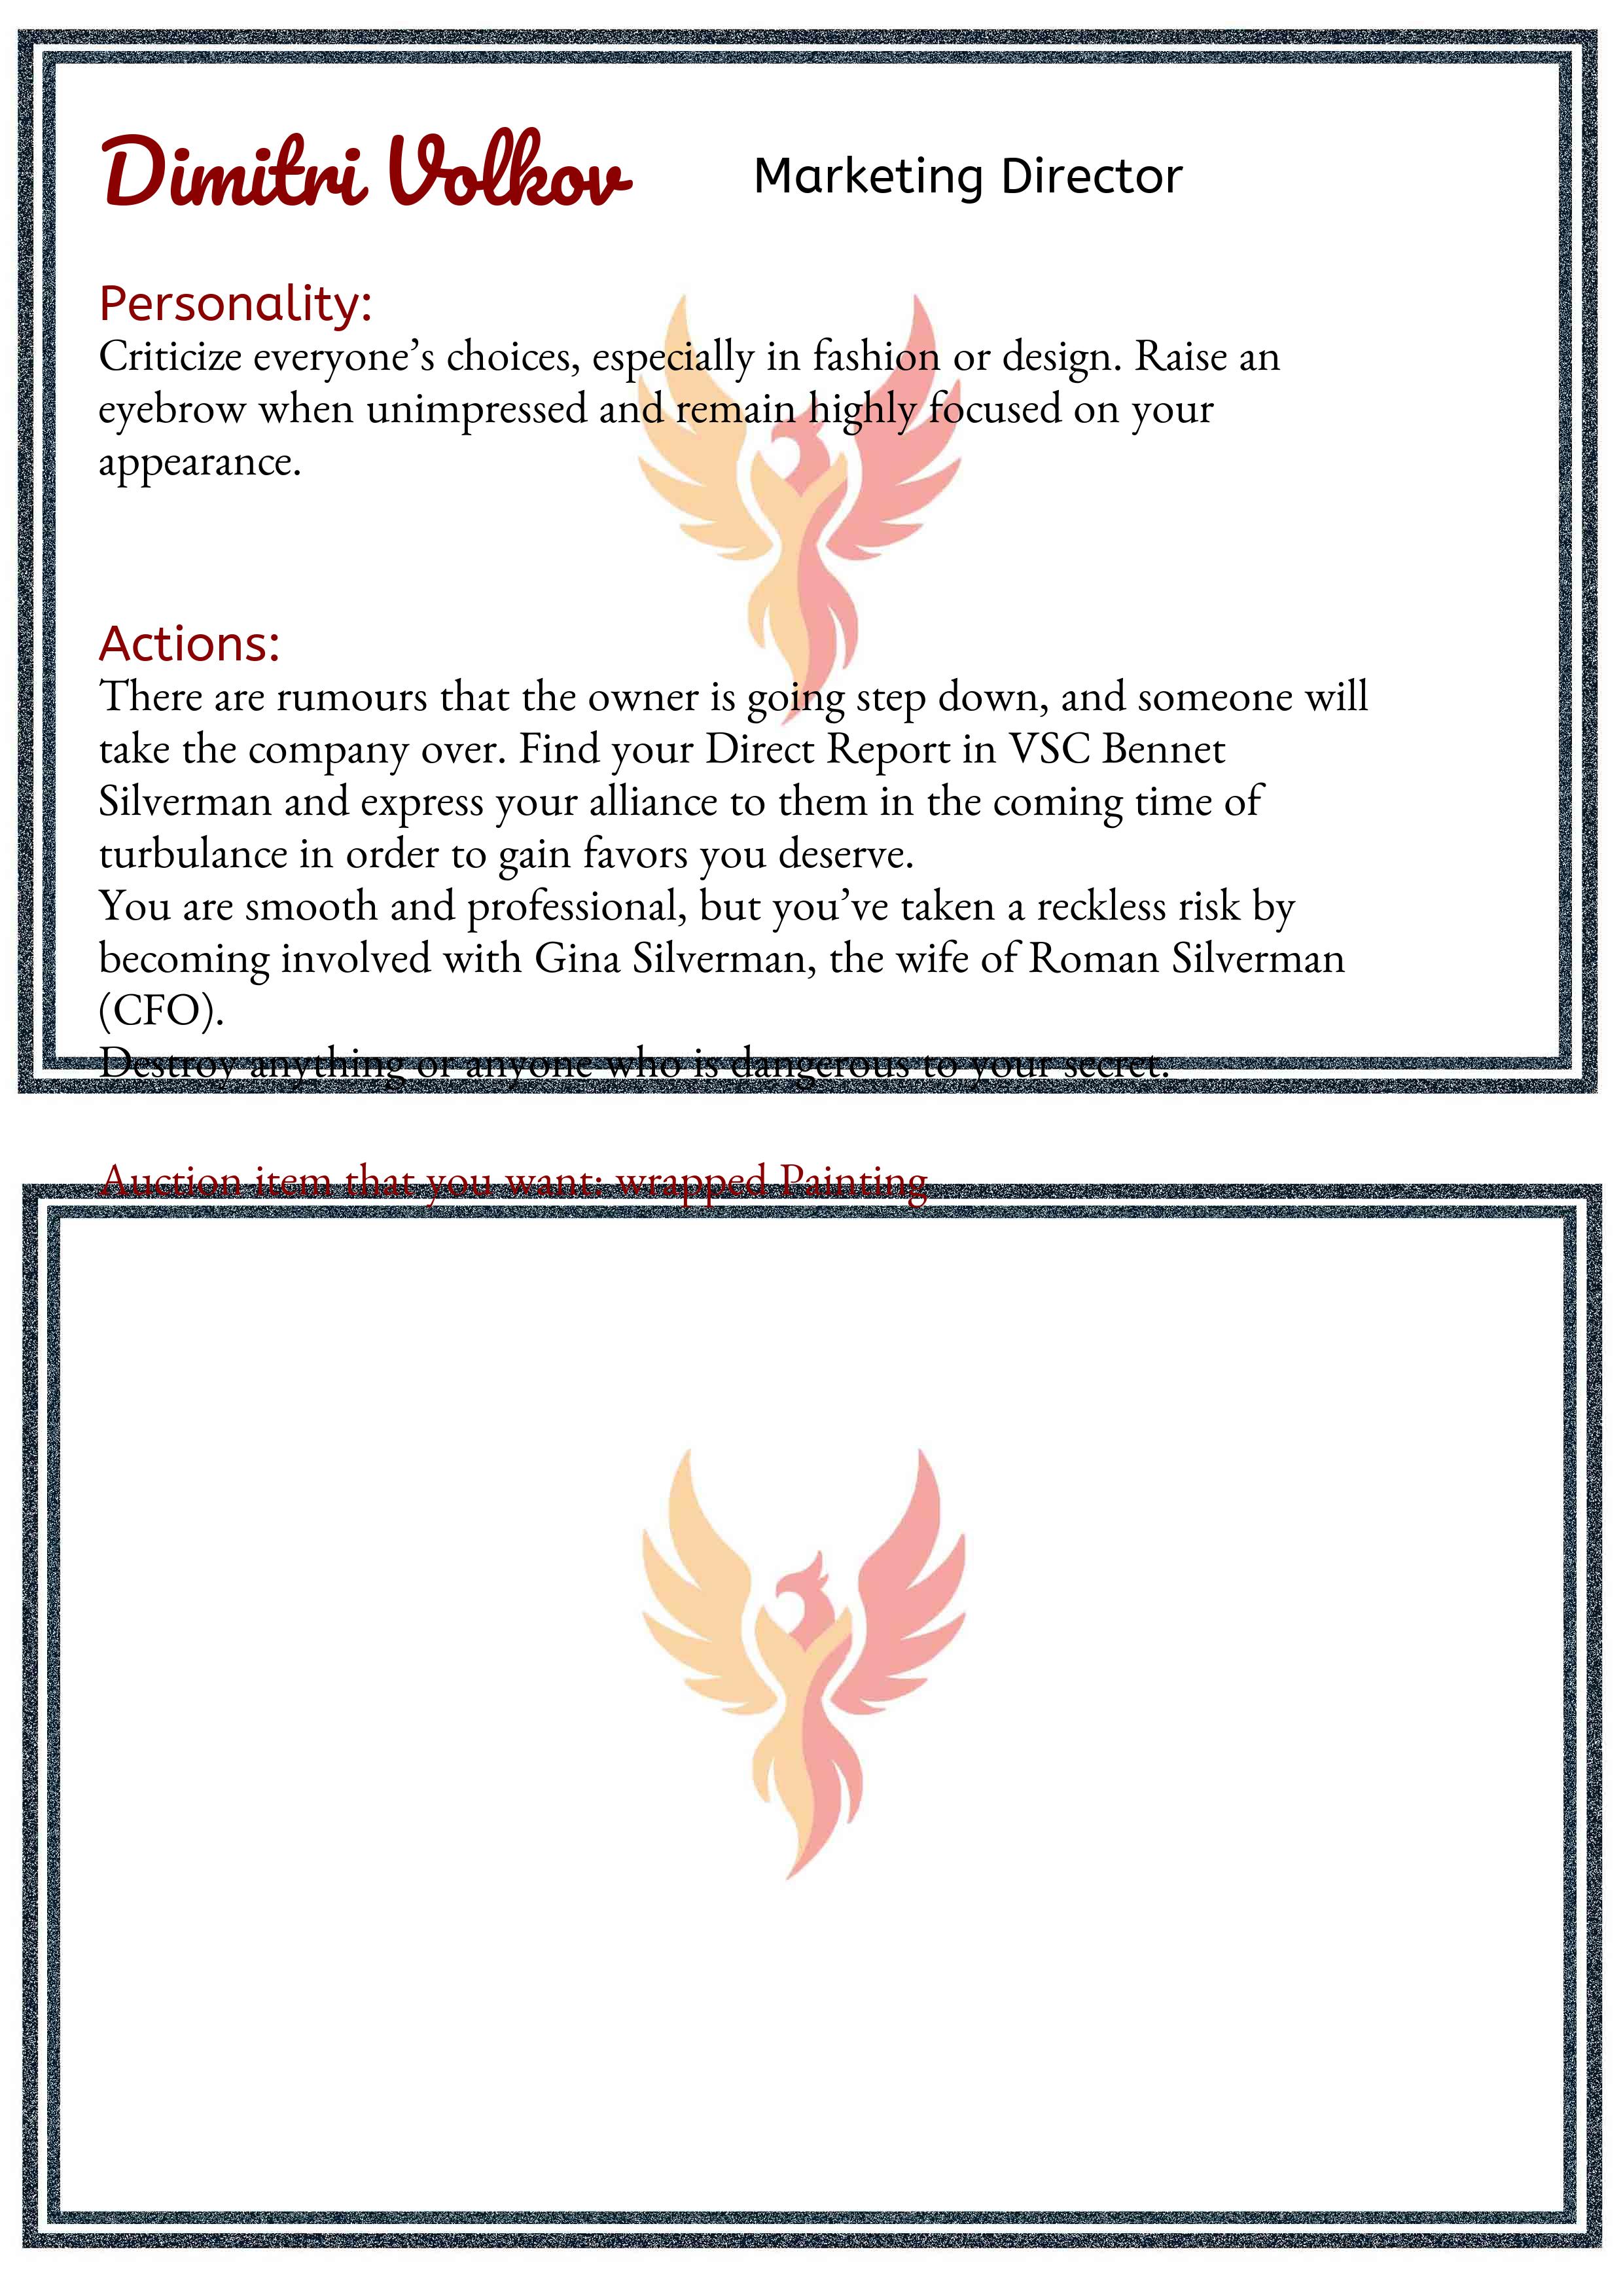 Dimitri Volkov Marketing Director
Personality:
Criticize everyone’s choices, especially in fashion or design. Raise an
eyebrow when unimpressed and remain highly focused on your
appearance.
Actions:
There are rumours that the owner is going step down, and someone will
take the company over. Find your Direct Report in VSC Bennet
Silverman and express your alliance to them in the coming time of
turbulance in order to gain favors you deserve.
You are smooth and professional, but you’ve taken a reckless risk by
becoming involved with Gina Silverman, the wife of Roman Silverman
(CFO).
Destroy anything or anyone who is dangerous to your secret.
Auction item that you want: wrapped Painting